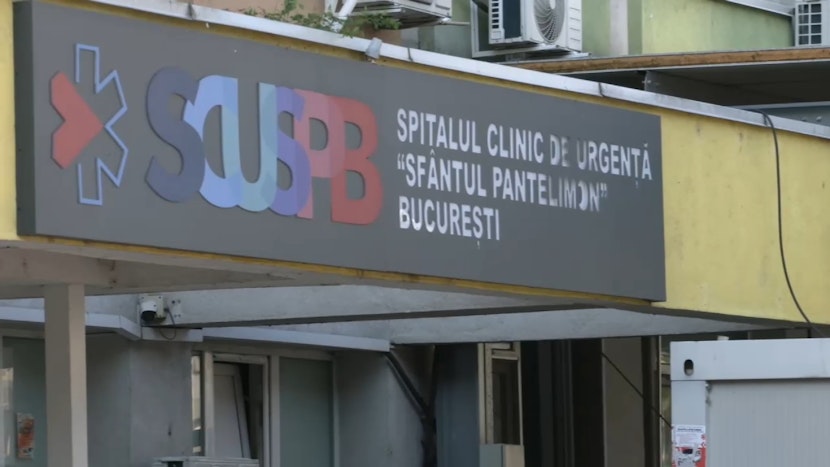 SCUSPB
SPITALUL CLINIC DE URGENȚĂ
"SFÂNTUL PANTELIMON"
BUCUREȘTI